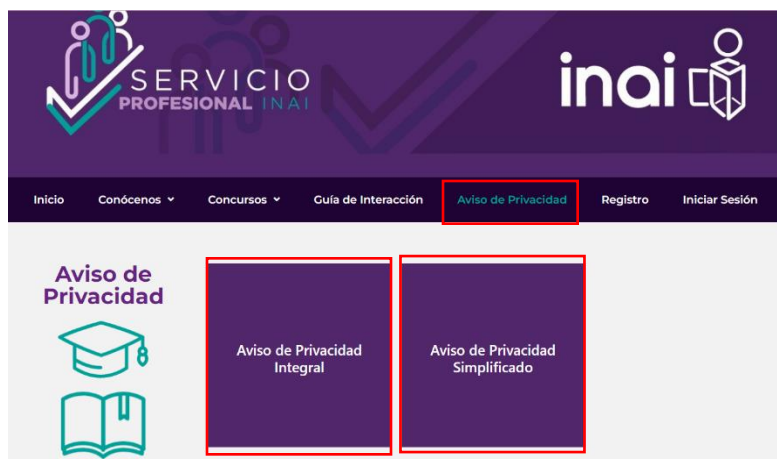 SERVICIO
PROFESIONAL INAI
inai
Inicio Conócenos Concursos Guía de Interacción Aviso de Privacidad Registro Iniciar Sesión
Aviso de
Privacidad
Aviso de Privacidad
Integral
Aviso de Privacidad
Simplificado